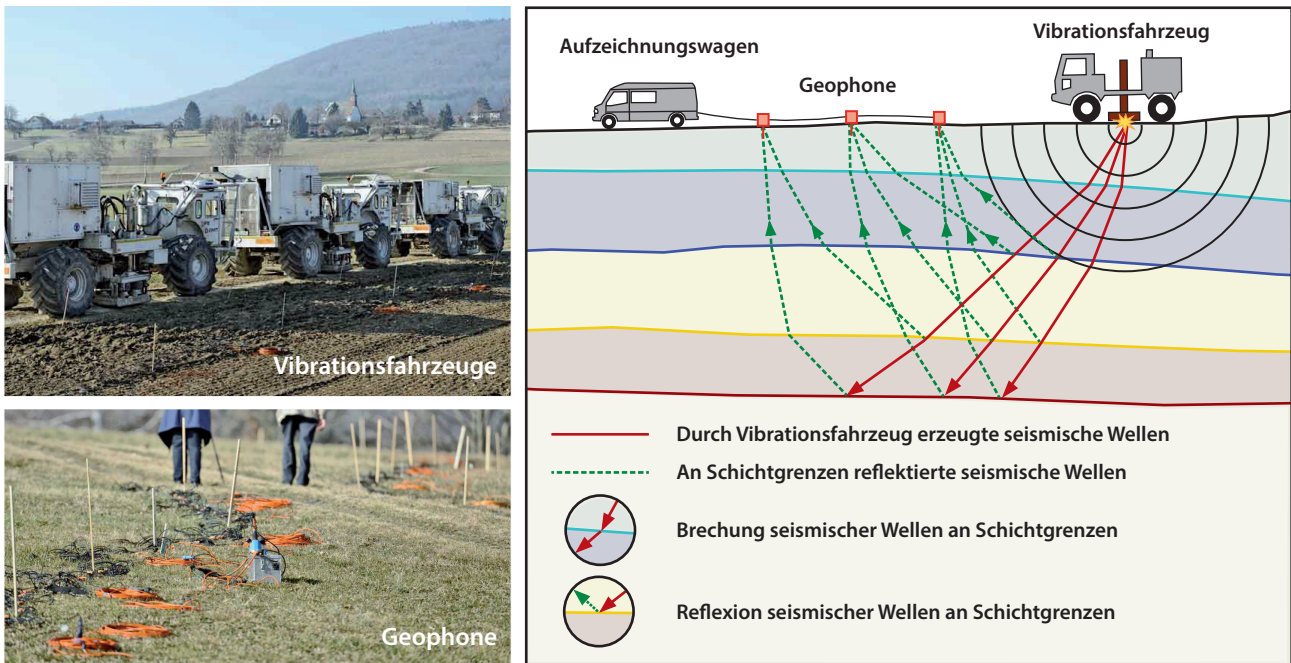 Vibrationsfahrzeuge
Geophone
Aufzeichnungswagen
Geophone
Vibrationsfahrzeug
Durch Vibrationsfahrzeug erzeugte seismische Wellen
An Schichtgrenzen reflektierte seismische Wellen
Brechung seismischer Wellen an Schichtgrenzen
Reflexion seismischer Wellen an Schichtgrenzen